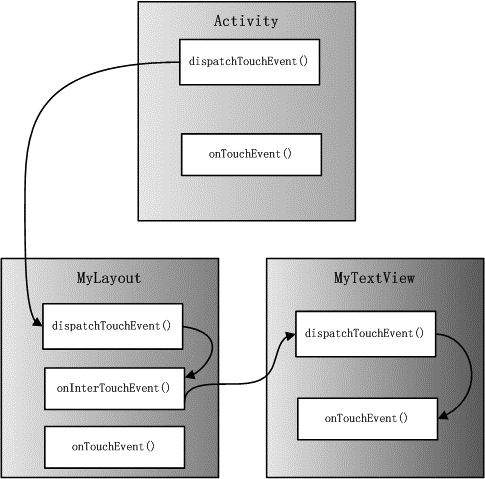 Activity
dispatchTouchEvent()
onTouchEvent()
MyLayout
dispatchTouchEvent()
onInterTouchEvent()
onTouchEvent()
MyTextView
dispatchTouchEvent()
onTouchEvent()